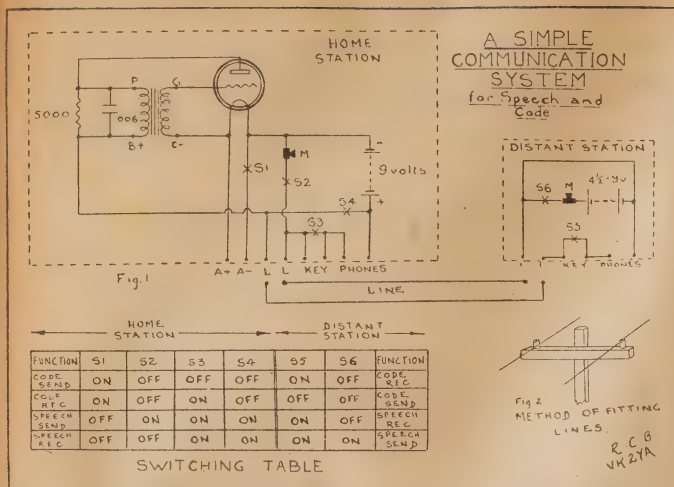 HOME
STATION
A SIMPLE
COMMUNICATION
SYSTEM
for Speech and
Code
P
G
5000
.006
B+
C-
S1
M
S2
-
9 volts
+
S4
S3
Fig. 1
A+ A- L L KEY PHONES
DISTANT STATION
S6 M 4½-9v
S5
KEY PHONES
LINE
HOME
STATION
DISTANT
STATION
FUNCTION S1 S2 S3 S4 S5 S6 FUNCTION
CODE SEND ON OFF OFF OFF ON OFF CODE REC
CODE REC ON OFF ON OFF OFF OFF CODE SEND
SPEECH SEND OFF ON ON ON ON OFF SPEECH REC
SPEECH REC OFF OFF ON ON ON ON SPEECH SEND
SWITCHING TABLE
Fig 2
METHOD OF FITTING
LINES.
R.C.B
VK2YA